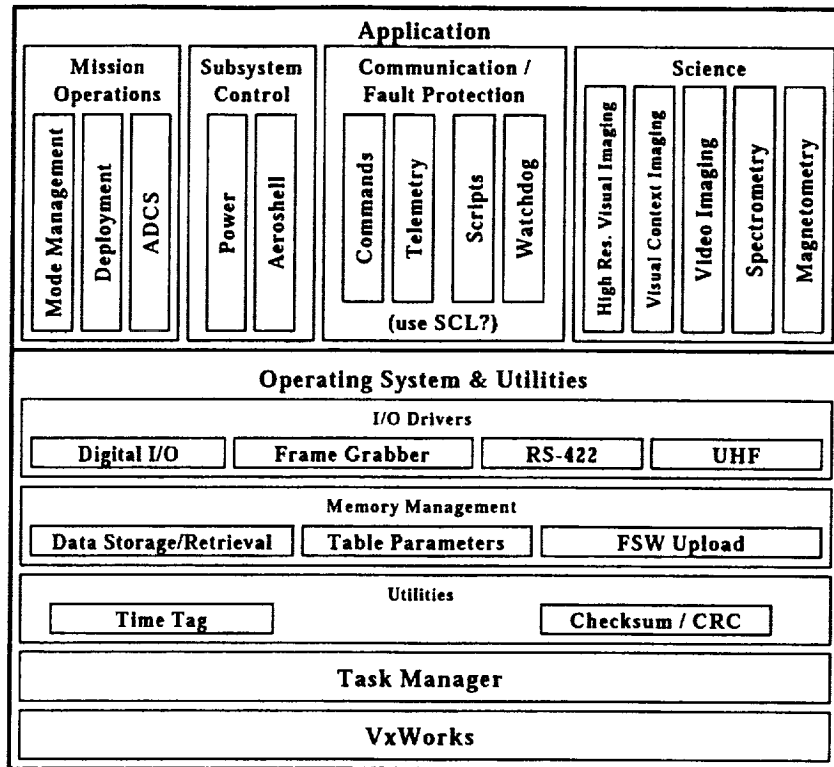 Application
Mission
Operations
Mode Management
Deployment
ADCS
Subsystem
Control
Power
Aeroshell
Communication /
Fault Protection
Commands
Telemetry
Scripts
Watchdog
(use SCL?)
Science
High Res. Visual Imaging
Visual Context Imaging
Video Imaging
Spectrometry
Magnetometry
Operating System & Utilities
I/O Drivers
Digital I/O
Frame Grabber
RS-422
UHF
Memory Management
Data Storage/Retrieval
Table Parameters
FSW Upload
Utilities
Time Tag
Checksum / CRC
Task Manager
VxWorks